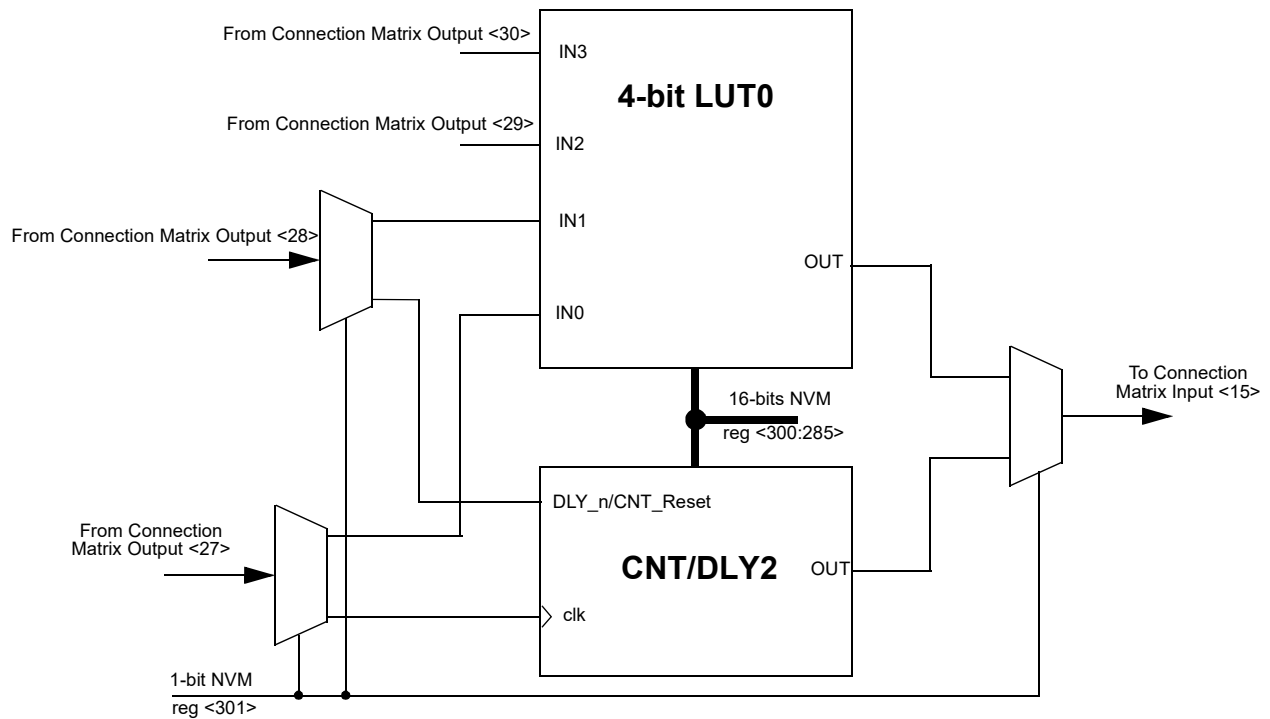 From Connection Matrix Output <30>
IN3
4-bit LUT0
From Connection Matrix Output <29>
IN2
IN1
From Connection Matrix Output <28>
OUT
IN0
To Connection
Matrix Input <15>
16-bits NVM
reg <300:285>
DLY_n/CNT_Reset
From Connection
Matrix Output <27>
CNT/DLY2
OUT
clk
1-bit NVM
reg <301>